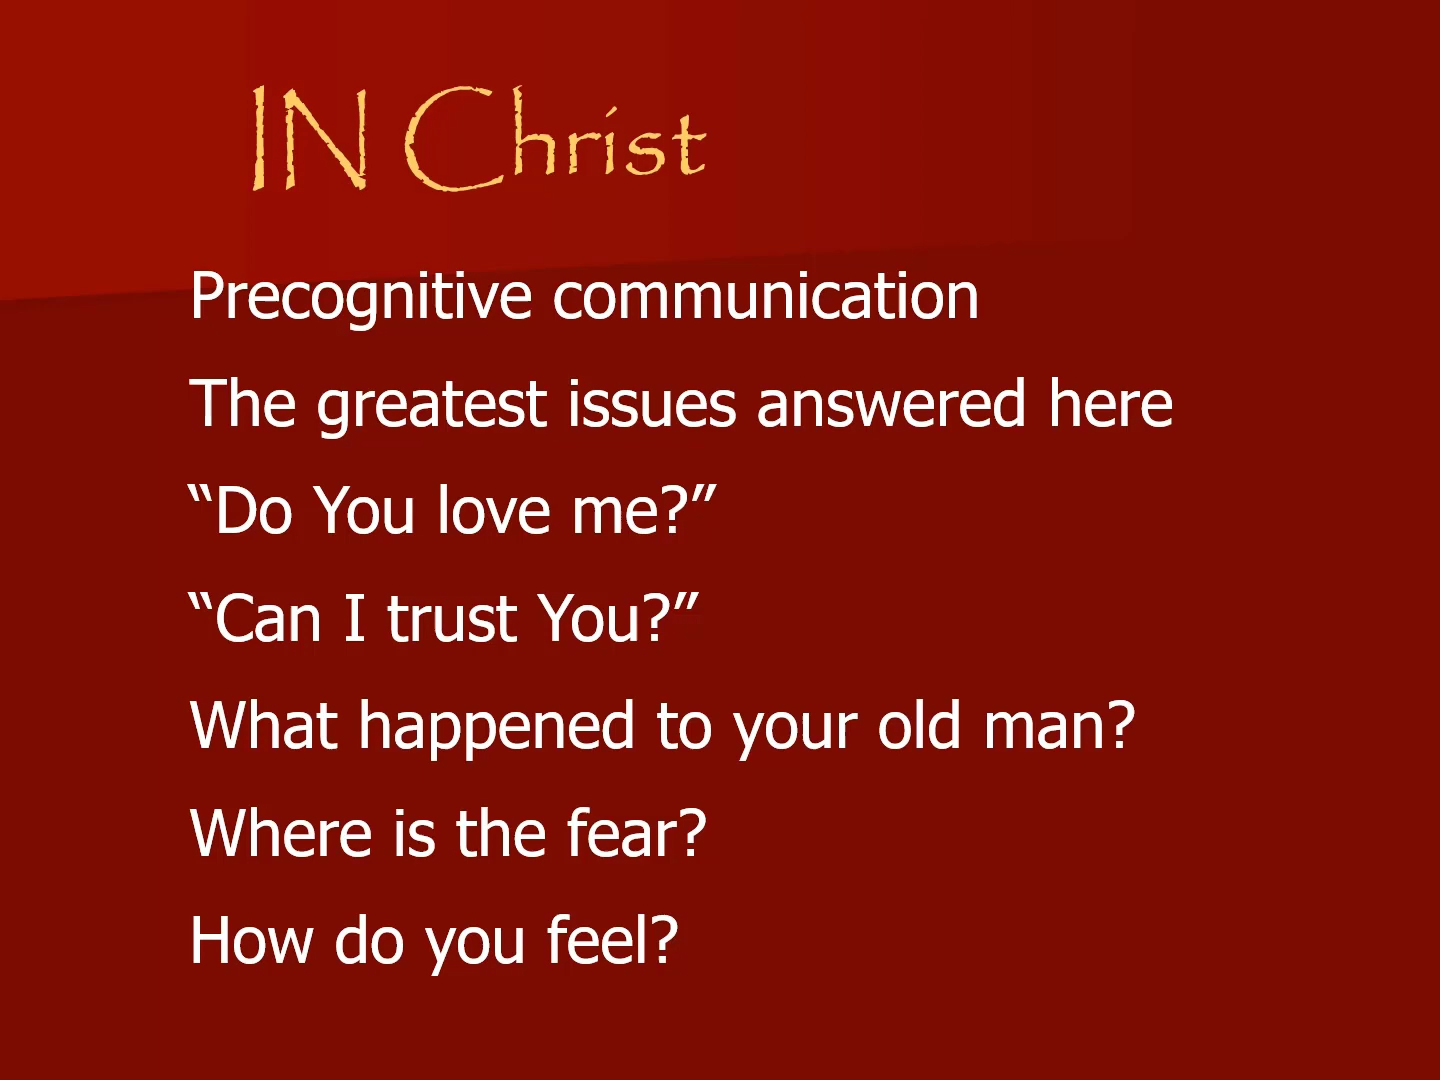 IN Christ
Precognitive communication
The greatest issues answered here
“Do You love me?”
“Can I trust You?”
What happened to your old man?
Where is the fear?
How do you feel?